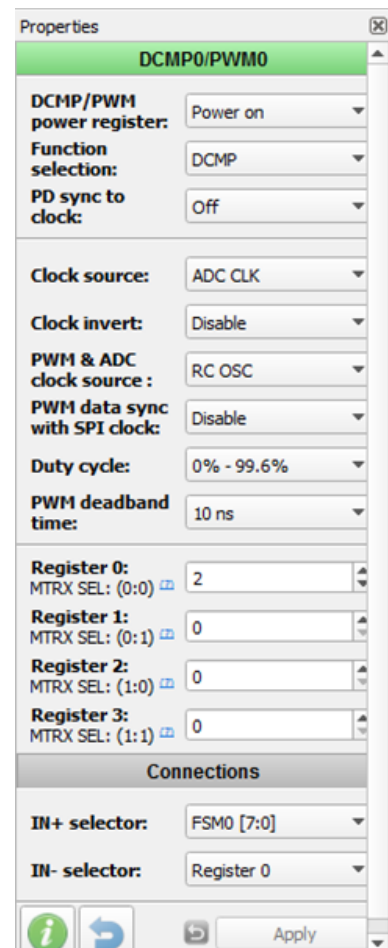 Properties
DCMP0/PWM0
DCMP/PWM
power register:
Power on
Function
selection:
DCMP
PD sync to
clock:
Off
Clock source:
ADC CLK
Clock invert:
Disable
PWM & ADC
clock source :
RC OSC
PWM data sync
with SPI clock:
Disable
Duty cycle:
0% - 99.6%
PWM deadband
time:
10 ns
Register 0:
MTRX SEL: (0:0)
2
Register 1:
MTRX SEL: (0:1)
0
Register 2:
MTRX SEL: (1:0)
0
Register 3:
MTRX SEL: (1:1)
0
Connections
IN+ selector:
FSM0 [7:0]
IN- selector:
Register 0
Apply